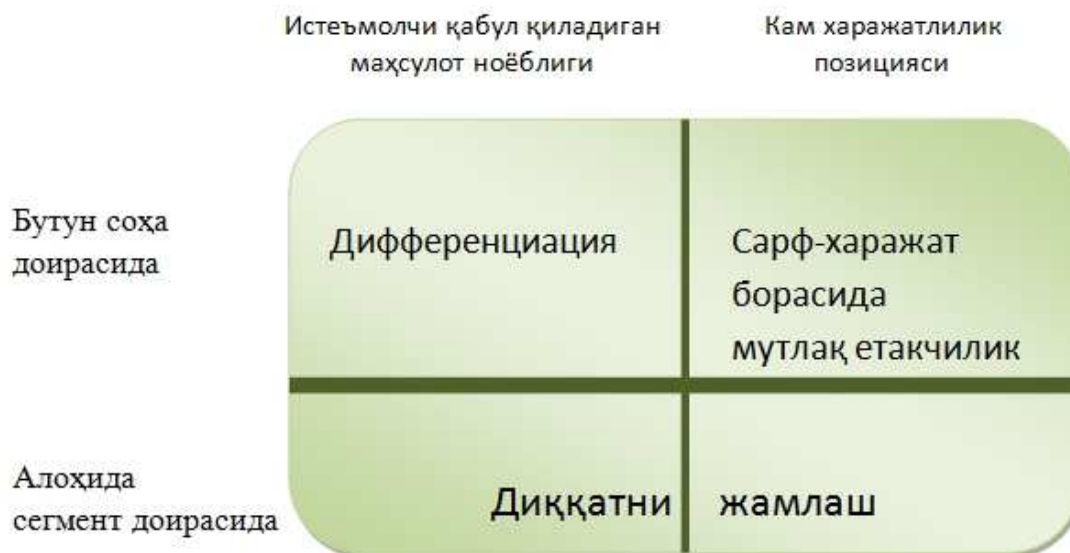 Истеъмолчи қабул қиладиган
маҳсулот ноёблиги
Кам харажатлилик
позицияси
Бутун соҳа
доирасида
Дифференциация
Сарф-харажат
борасида
мутлақ етакчилик
Алоҳида
сегмент доирасида
Диққатни жамлаш